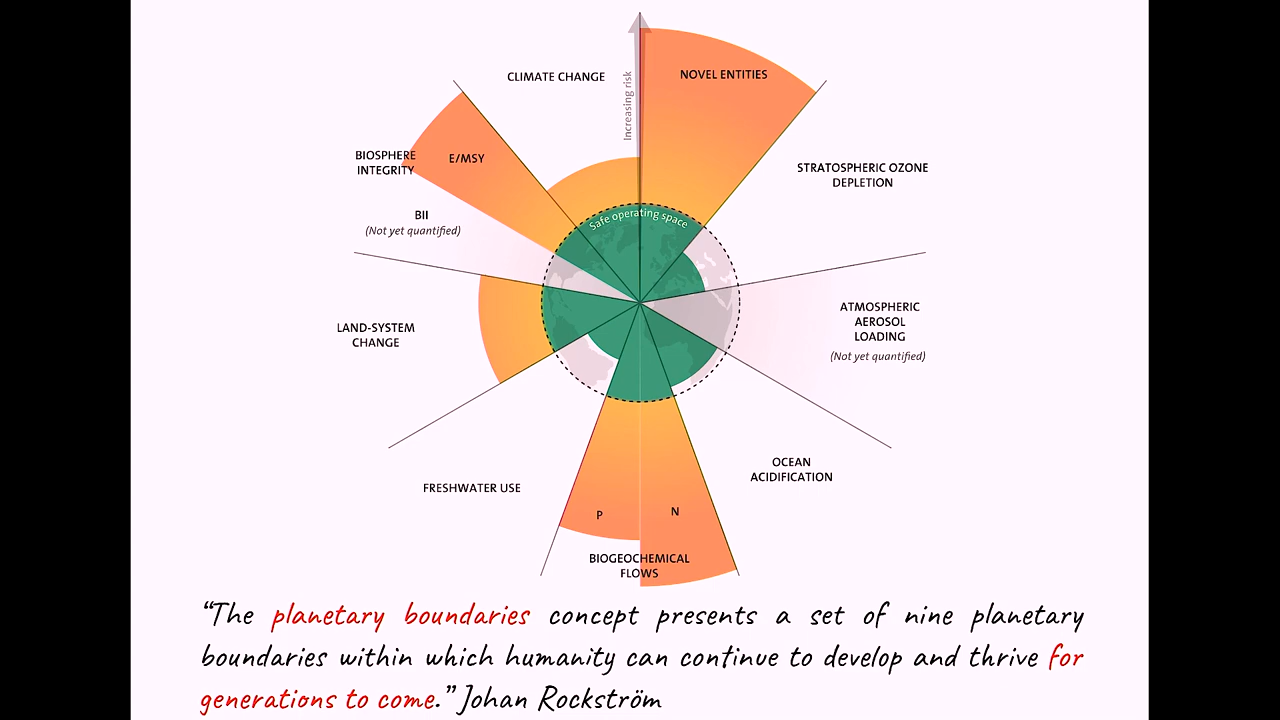 CLIMATE CHANGE
Increasing risk
NOVEL ENTITIES
BIOSPHERE
INTEGRITY
E/MSY
STRATOSPHERIC OZONE
DEPLETION
BII
(Not yet quantified)
Safe operating space
LAND-SYSTEM
CHANGE
ATMOSPHERIC
AEROSOL
LOADING
(Not yet quantified)
OCEAN
ACIDIFICATION
FRESHWATER USE
P
N
BIOGEOCHEMICAL
FLOWS
“The planetary boundaries concept presents a set of nine planetary
boundaries within which humanity can continue to develop and thrive for
generations to come.” Johan Rockström